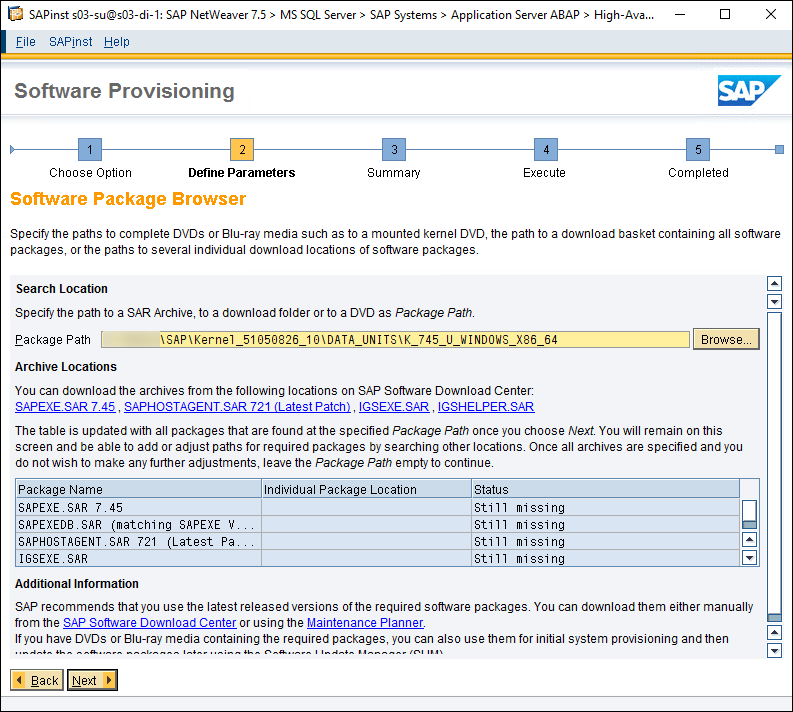 SAPinst s03-su@s03-di-1: SAP NetWeaver 7.5 > MS SQL Server > SAP Systems > Application Server ABAP > High-Ava...
File SAPinst Help
Software Provisioning
SAP
1 2 3 4 5
Choose Option Define Parameters Summary Execute Completed
Software Package Browser
Specify the paths to complete DVDs or Blu-ray media such as to a mounted kernel DVD, the path to a download basket containing all software
packages, or the paths to several individual download locations of software packages.
Search Location
Specify the path to a SAR Archive, to a download folder or to a DVD as Package Path.
Package Path \SAP\Kernel_51050826_10\DATA_UNITS\K_745_U_WINDOWS_X86_64 Browse...
Archive Locations
You can download the archives from the following locations on SAP Software Download Center:
SAPEXE.SAR 7.45 , SAPHOSTAGENT.SAR 721 (Latest Patch) , IGSEXE.SAR , IGSHELPER.SAR
The table is updated with all packages that are found at the specified Package Path once you choose Next. You will remain on this
screen and be able to add or adjust paths for required packages by searching other locations. Once all archives are specified and you
do not wish to make any further adjustments, leave the Package Path empty to continue.
Package Name Individual Package Location Status
SAPEXE.SAR 7.45 Still missing
SAPEXEDB.SAR (matching SAPEXE V... Still missing
SAPHOSTAGENT.SAR 721 (Latest Pa... Still missing
IGSEXE.SAR Still missing
Additional Information
SAP recommends that you use the latest released versions of the required software packages. You can download them either manually
from the SAP Software Download Center or using the Maintenance Planner.
If you have DVDs or Blu-ray media containing the required packages, you can also use them for initial system provisioning and then
update the software packages later using the Software Update Manager (SUM)
Back Next